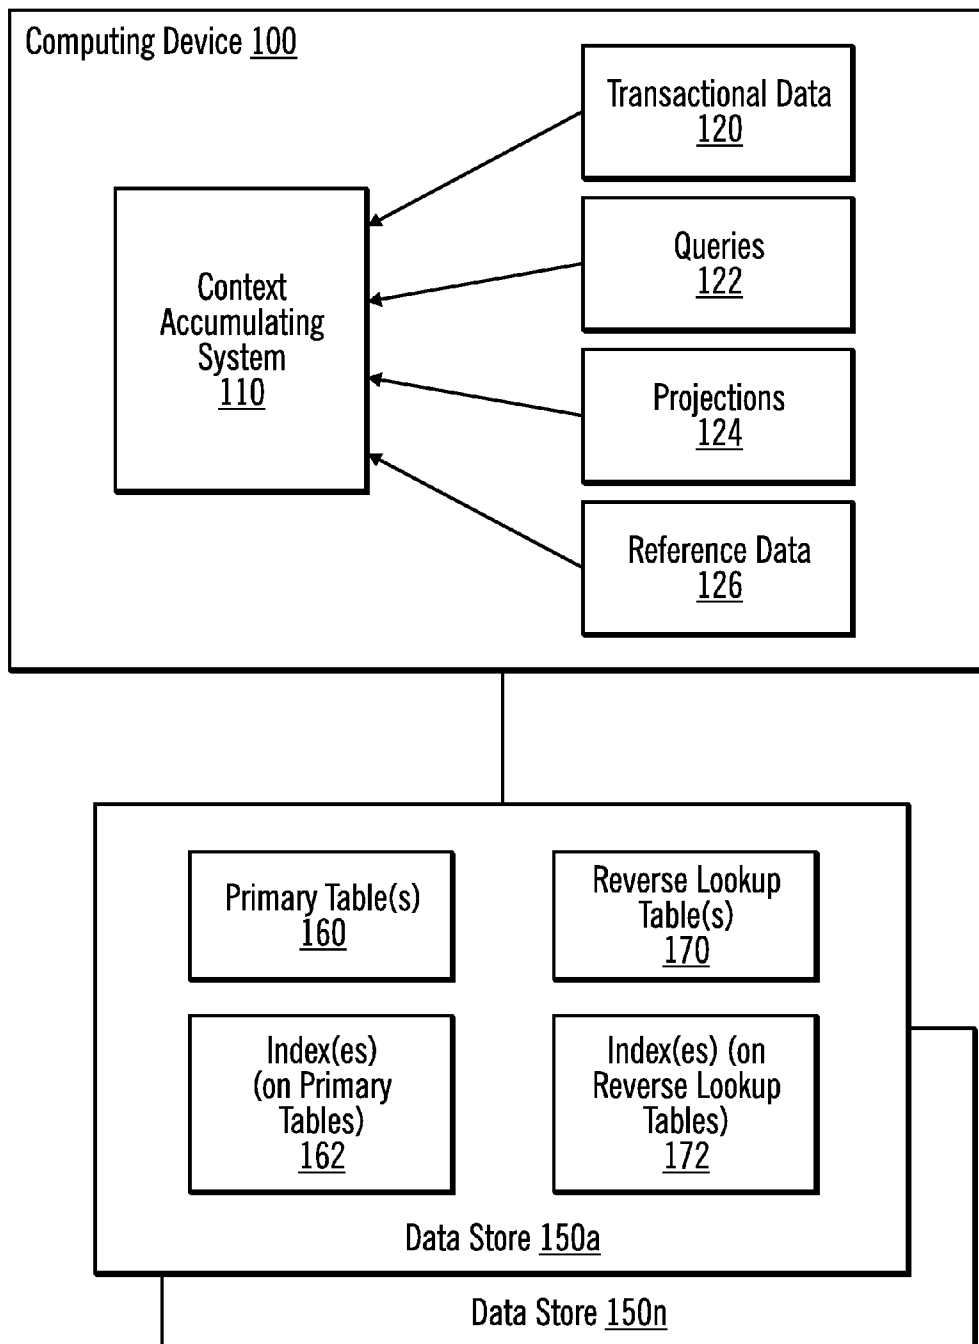 Computing Device 100
Transactional Data
120
Queries
122
Context
Accumulating
System
110
Projections
124
Reference Data
126
Primary Table(s)
160
Reverse Lookup
Table(s)
170
Index(es)
(on Primary
Tables)
162
Index(es) (on
Reverse Lookup
Tables)
172
Data Store 150a
Data Store 150n